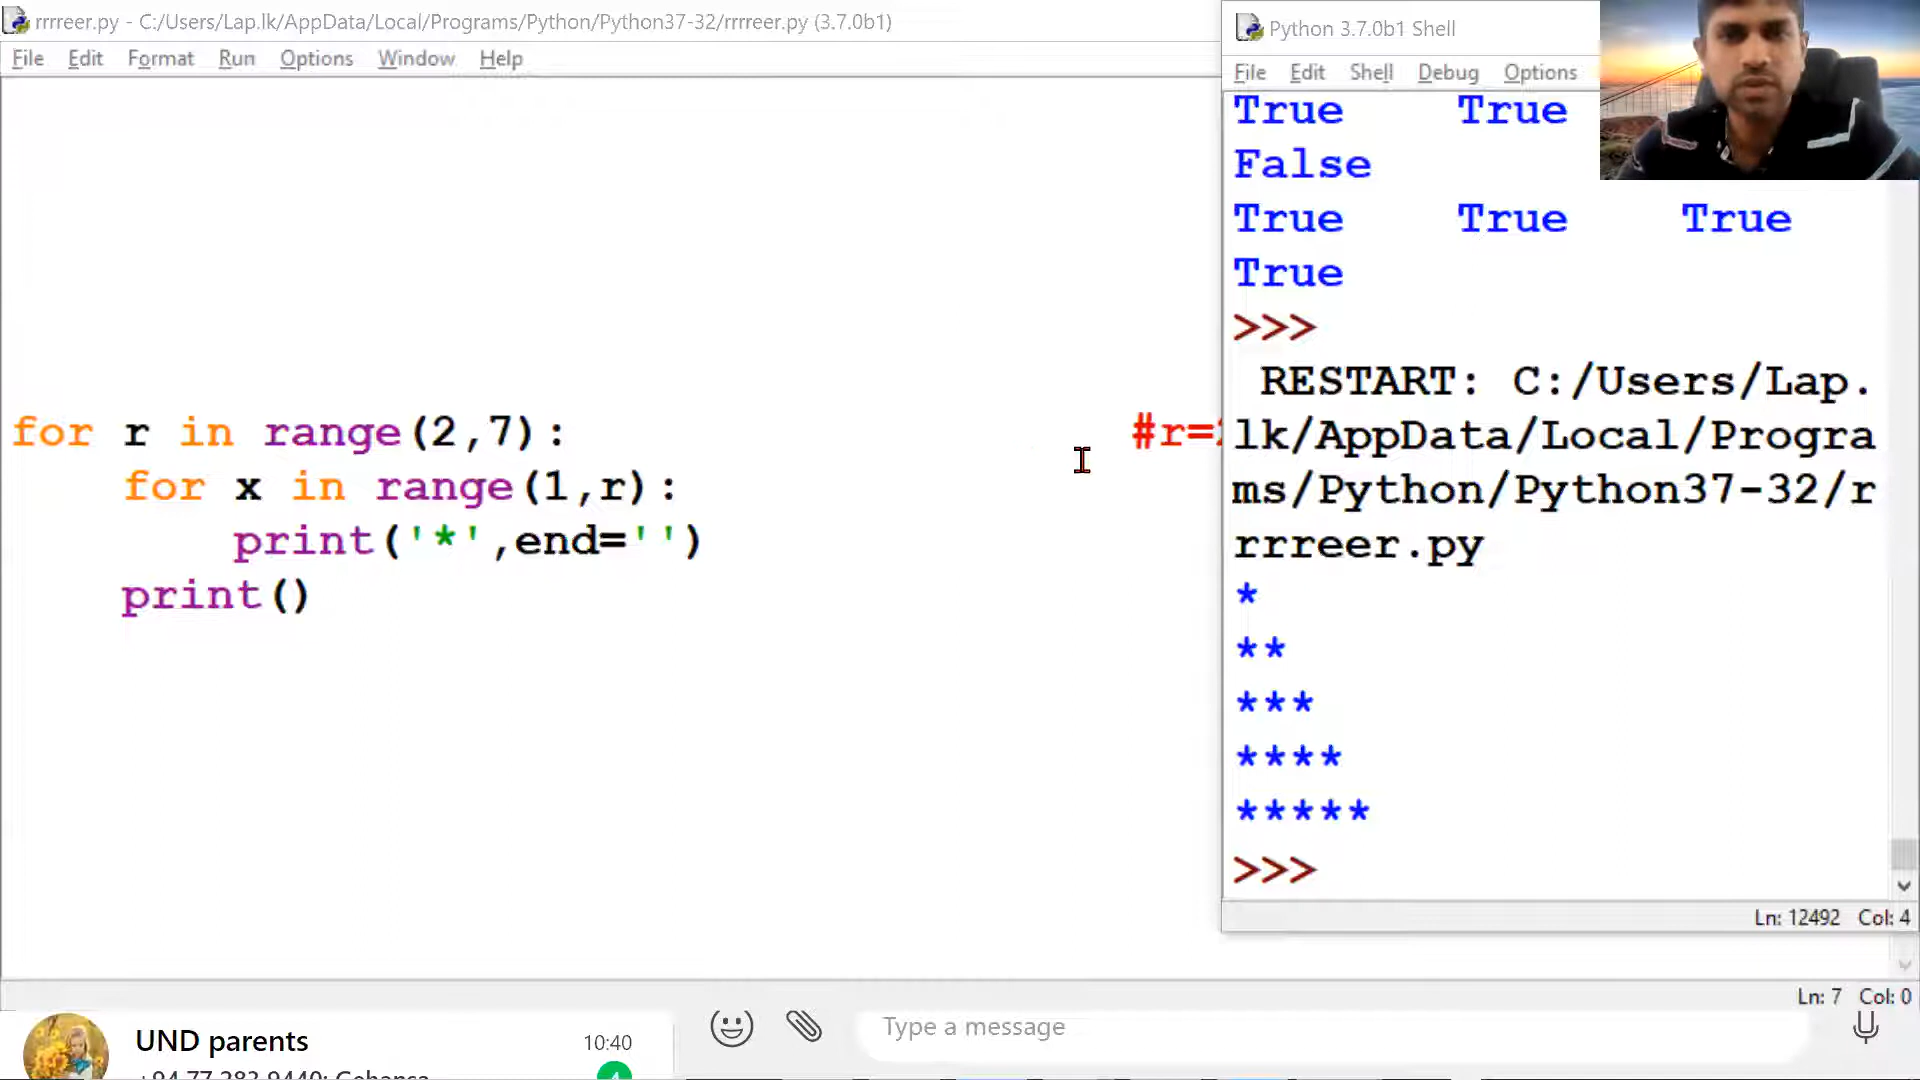 rrrreer.py - C:/Users/Lap.lk/AppData/Local/Programs/Python/Python37-32/rrrreer.py (3.7.0b1)
File Edit Format Run Options Window Help
for r in range(2,7): #r=
for x in range(1,r):
print('*',end='')
print()
Ln: 7 Col: 0
Python 3.7.0b1 Shell
File Edit Shell Debug Options
True True
False
True True True
True
>>>
RESTART: C:/Users/Lap.
lk/AppData/Local/Progra
ms/Python/Python37-32/r
rrreer.py
*
**
***
****
*****
>>>
Ln: 12492 Col: 4
UND parents 10:40
Type a message